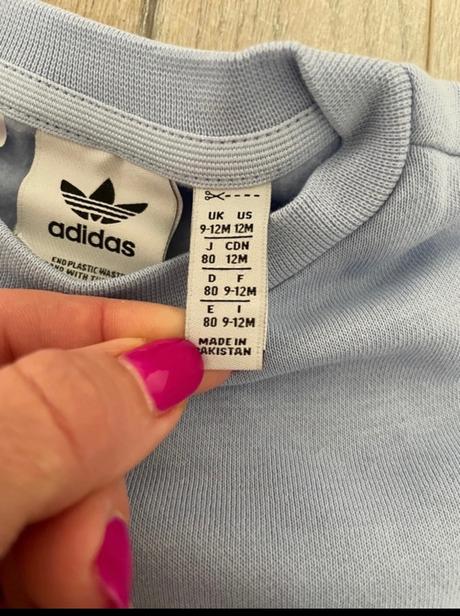 adidas
END PLASTIC WASTE
UK US
9-12M 12M
J CDN
80 12M
D F
80 9-12M
E I
80 9-12M
MADE IN